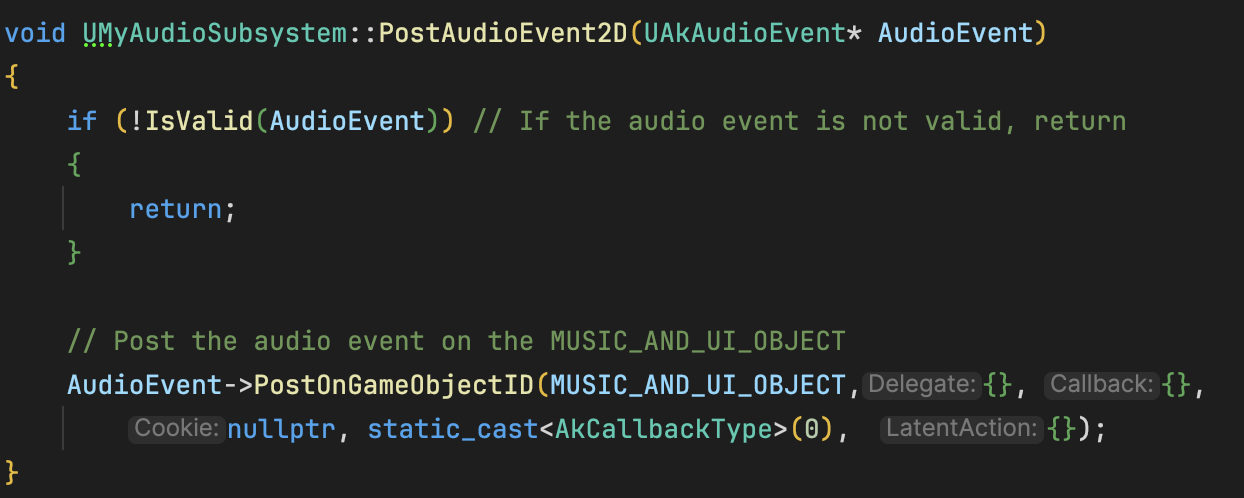 void UMyAudioSubsystem::PostAudioEvent2D(UAkAudioEvent* AudioEvent)
{
    if (!IsValid(AudioEvent)) // If the audio event is not valid, return
    {
        return;
    }

    // Post the audio event on the MUSIC_AND_UI_OBJECT
    AudioEvent->PostOnGameObjectID(MUSIC_AND_UI_OBJECT, Delegate: {}, Callback: {},
        Cookie: nullptr, static_cast<AkCallbackType>(0), LatentAction: {});
}